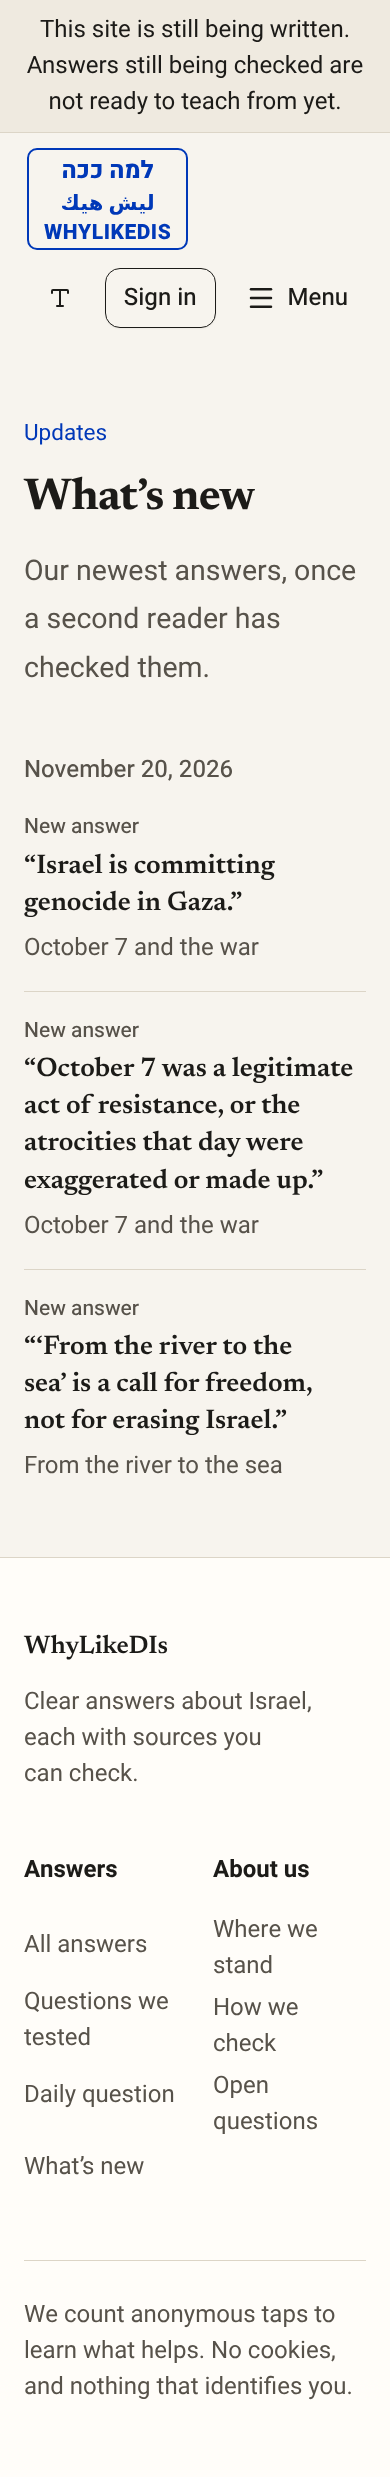 This site is still being written.
Answers still being checked are
not ready to teach from yet.
למה ככה
ليش هيك
WHYLIKEDIS
Sign in
Menu
Updates
What’s new
Our newest answers, once
a second reader has
checked them.
November 20, 2026
New answer
“Israel is committing
genocide in Gaza.”
October 7 and the war
New answer
“October 7 was a legitimate
act of resistance, or the
atrocities that day were
exaggerated or made up.”
October 7 and the war
New answer
“‘From the river to the
sea’ is a call for freedom,
not for erasing Israel.”
From the river to the sea
WhyLikeDIs
Clear answers about Israel,
each with sources you
can check.
Answers
All answers
Questions we
tested
Daily question
What’s new
About us
Where we
stand
How we
check
Open
questions
We count anonymous taps to
learn what helps. No cookies,
and nothing that identifies you.